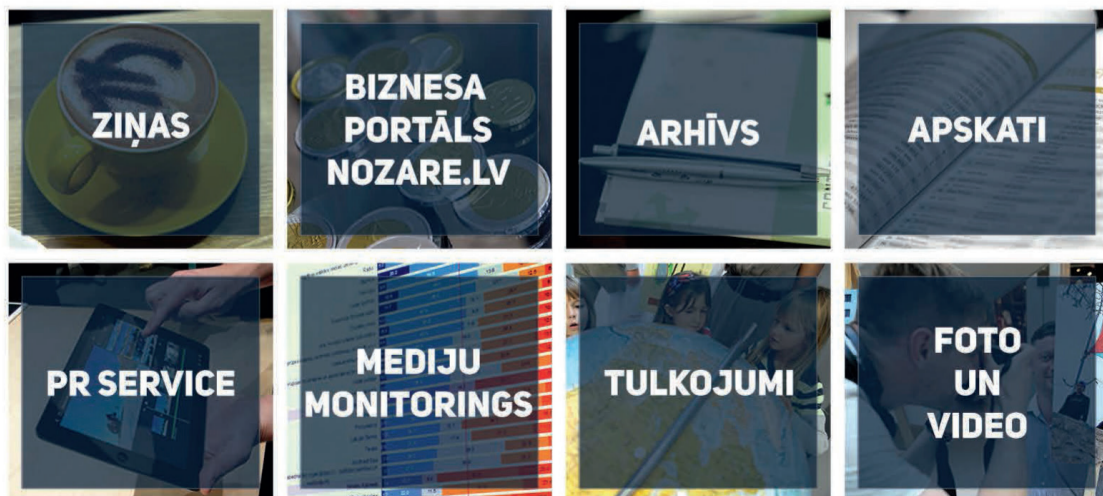 ZIŅAS
BIZNESA
PORTĀLS
NOZARE.LV
ARHĪVS
APSKATI
PR SERVICE
MEDIJU
MONITORINGS
TULKOJUMI
FOTO
UN
VIDEO